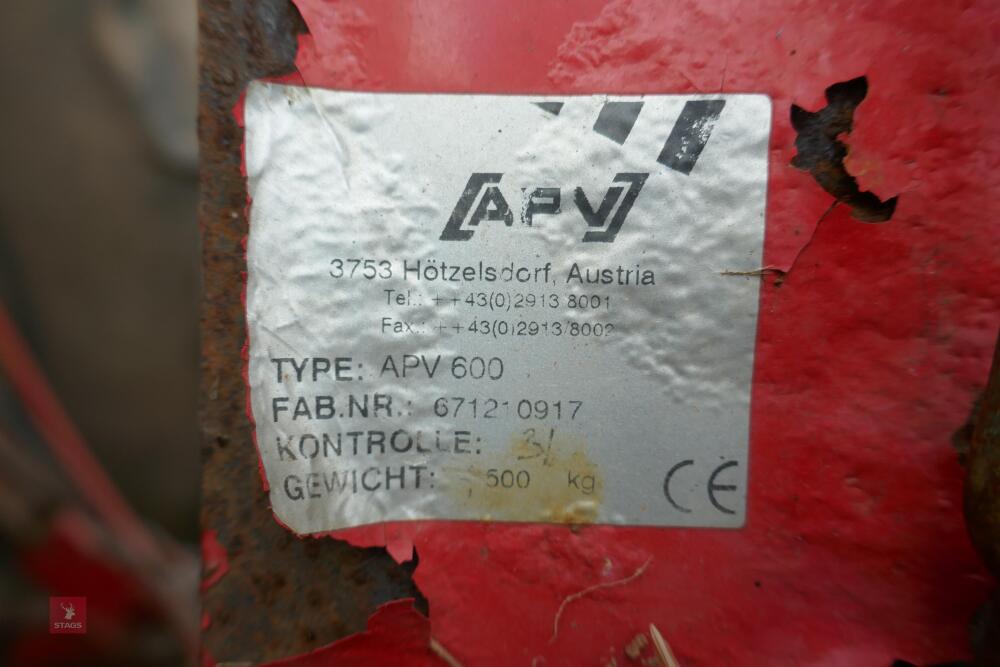 [APV]
3753 Hötzelsdorf, Austria
Tel.: ++43(0)2913 8001
Fax.: ++43(0)2913/8002
TYPE: APV 600
FAB.NR.: 671210917
KONTROLLE:
GEWICHT: 500 kg
CE
STAGS